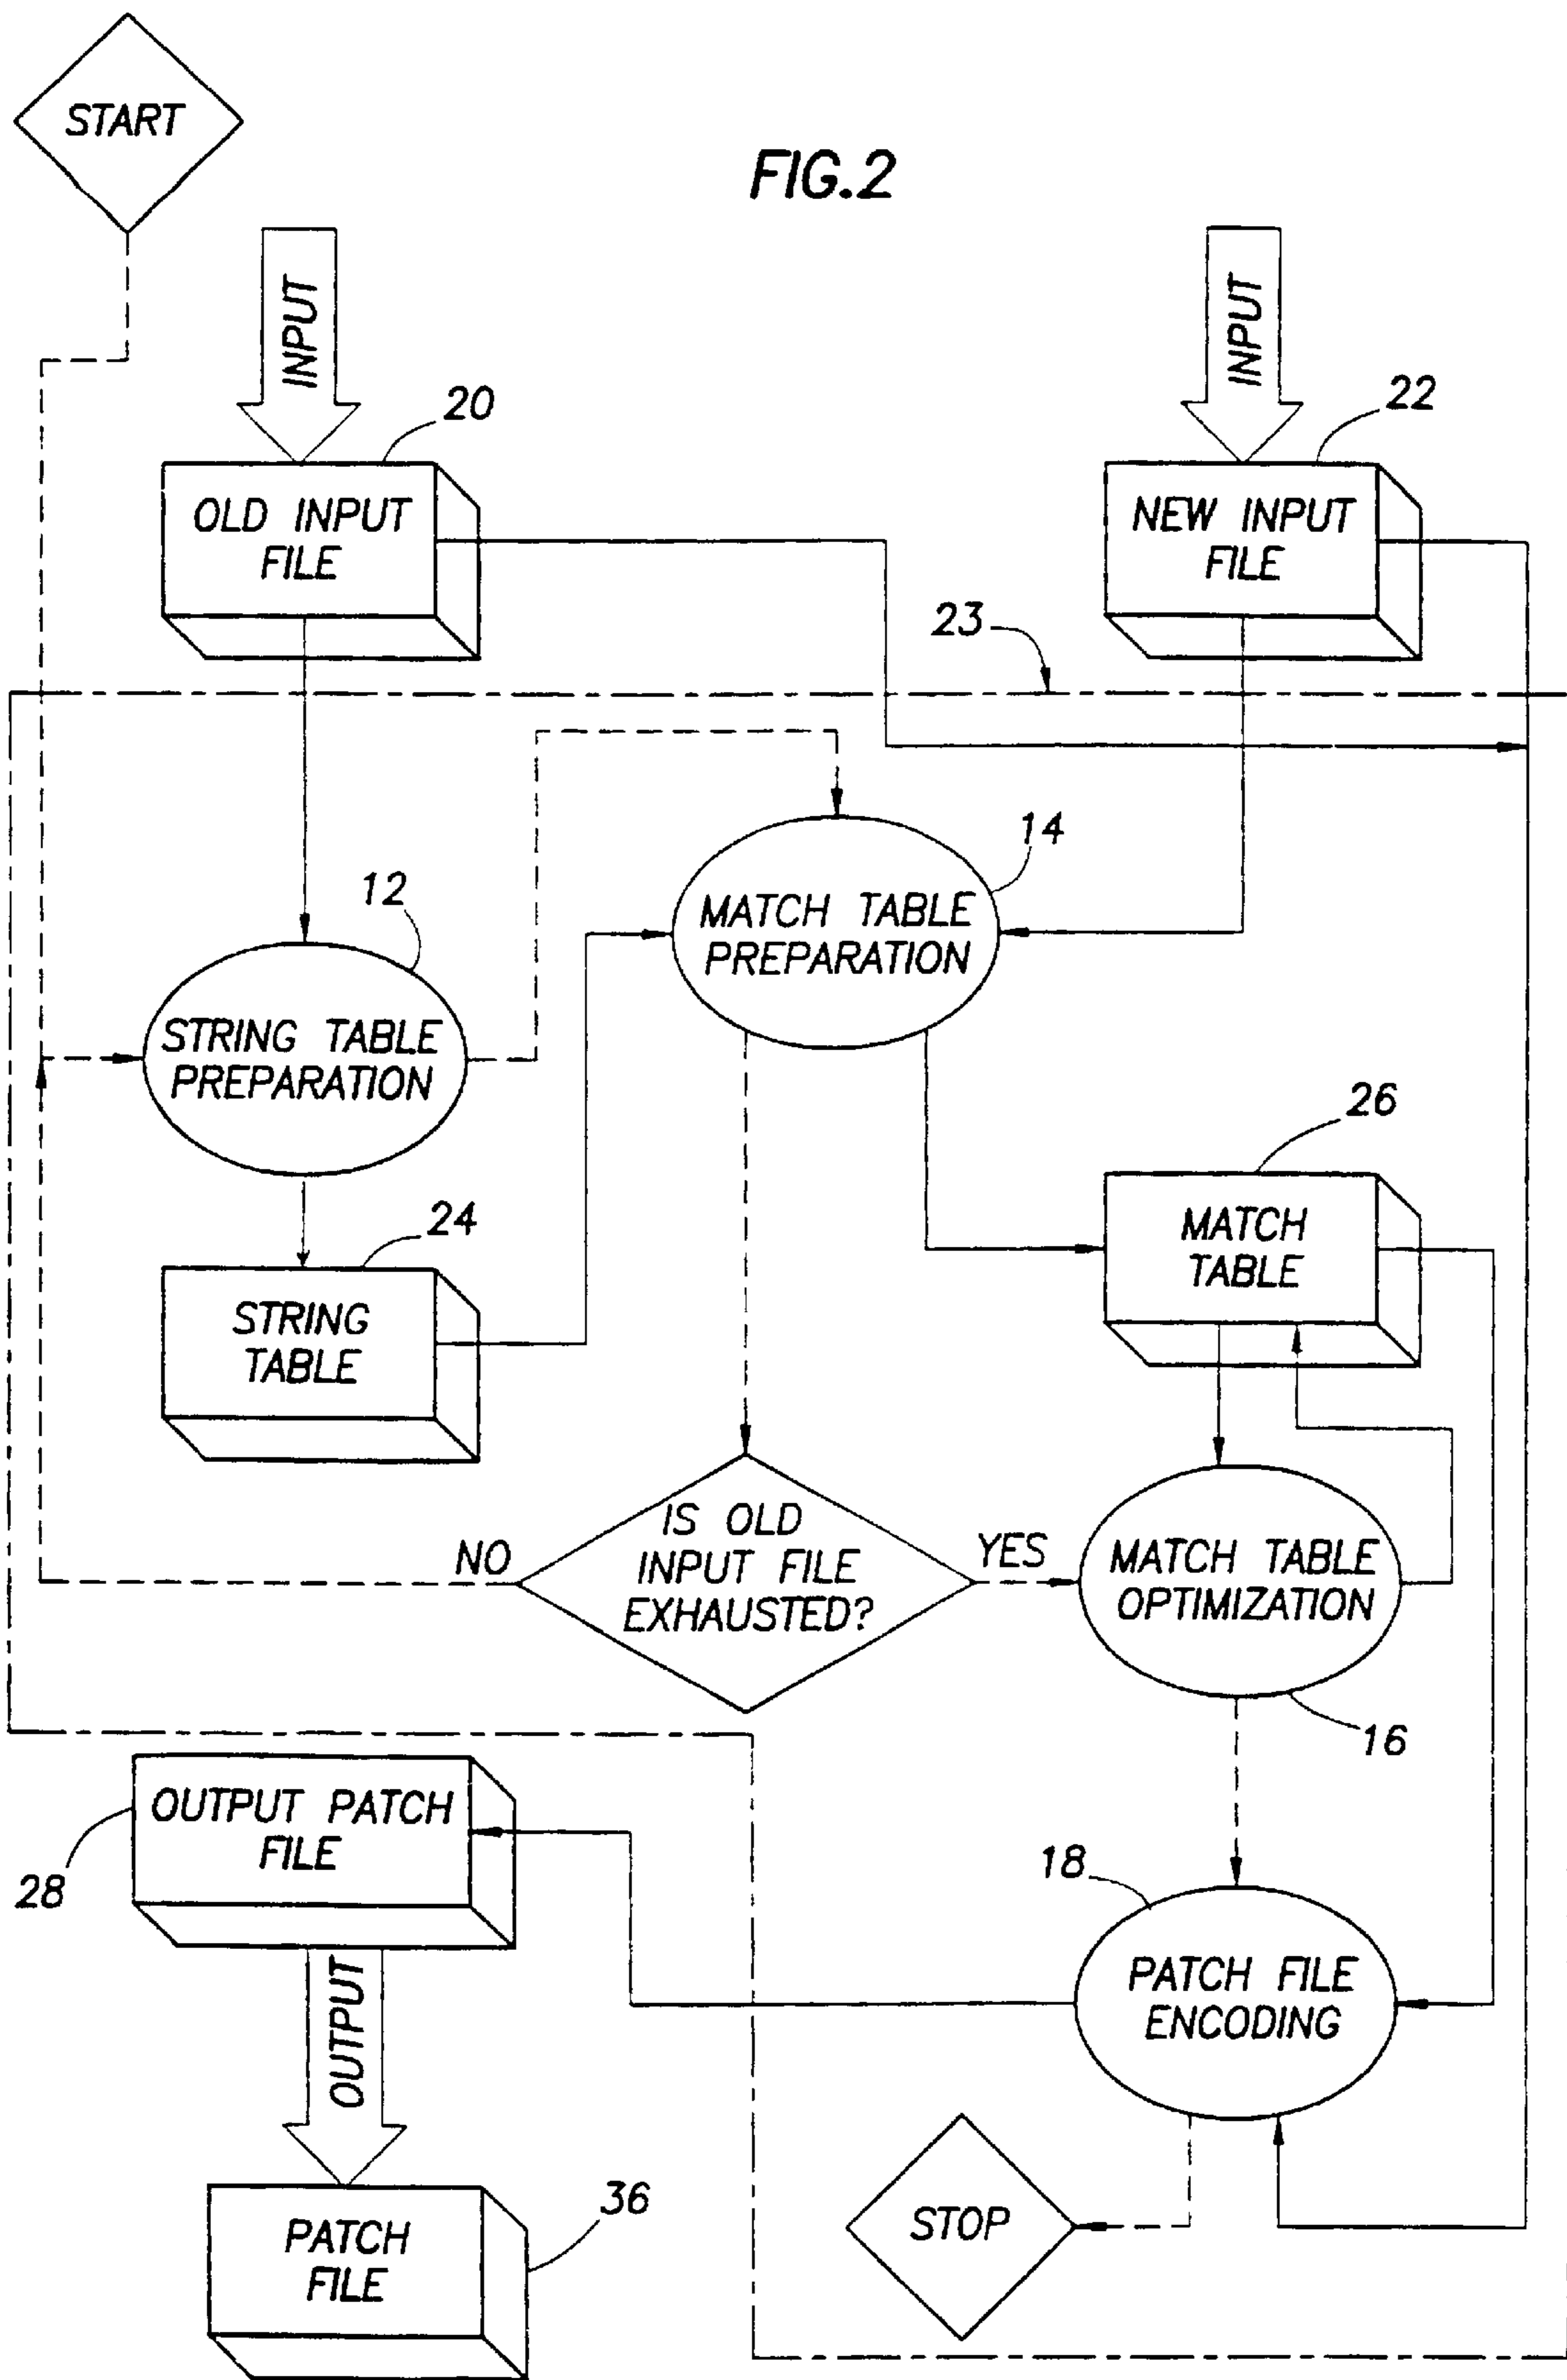 START
FIG.2
INPUT
INPUT
20
22
OLD INPUT
FILE
NEW INPUT
FILE
23
14
12
MATCH TABLE
PREPARATION
STRING TABLE
PREPARATION
26
24
MATCH
TABLE
STRING
TABLE
IS OLD
INPUT FILE
EXHAUSTED?
NO
YES
MATCH TABLE
OPTIMIZATION
16
OUTPUT PATCH
FILE
28
18
PATCH FILE
ENCODING
OUTPUT
36
STOP
PATCH
FILE